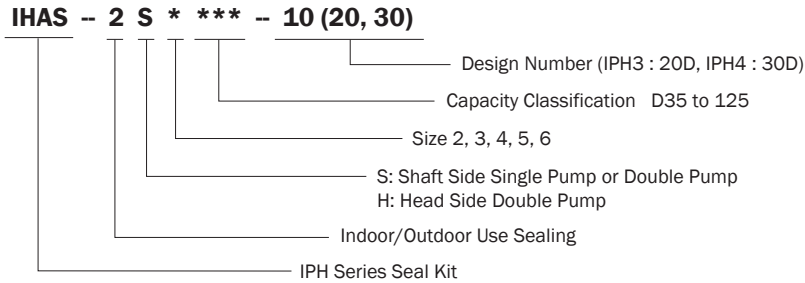 IHAS -- 2 S * *** -- 10 (20, 30)
Design Number (IPH3 : 20D, IPH4 : 30D)
Capacity Classification D35 to 125
Size 2, 3, 4, 5, 6
S: Shaft Side Single Pump or Double Pump
H: Head Side Double Pump
Indoor/Outdoor Use Sealing
IPH Series Seal Kit